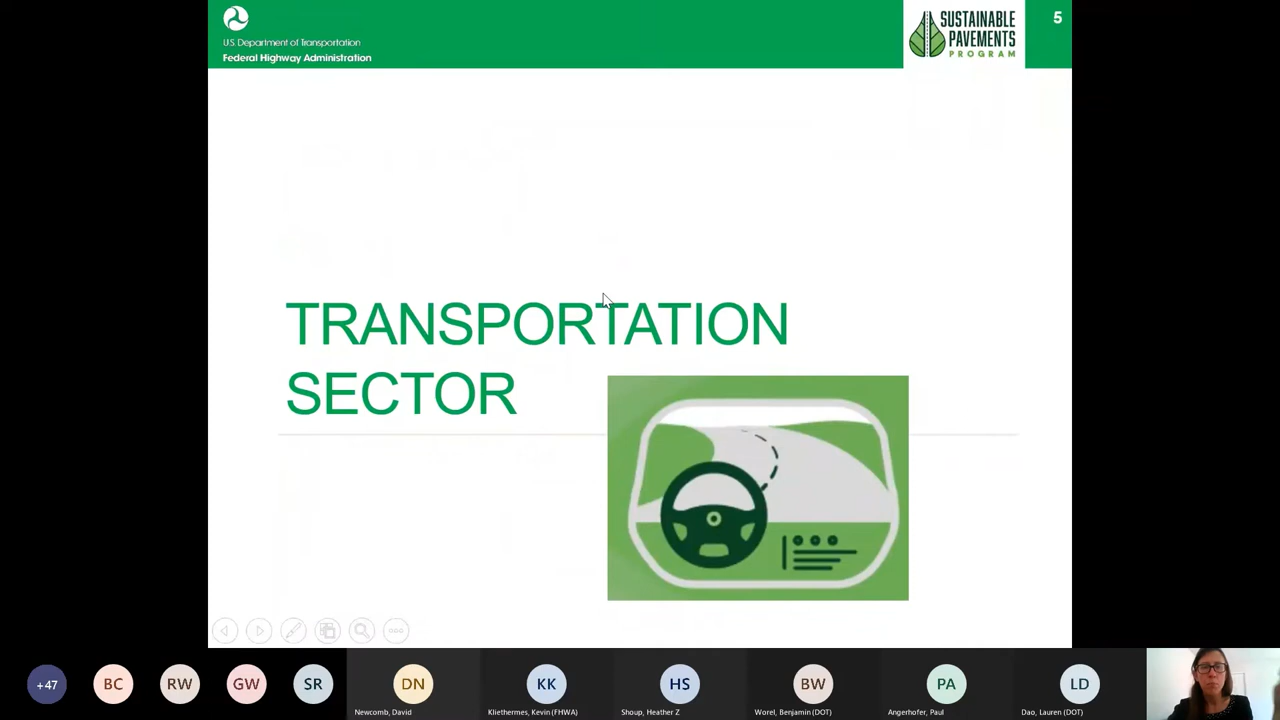 U.S. Department of Transportation
Federal Highway Administration
SUSTAINABLE
PAVEMENTS
PROGRAM
5
TRANSPORTATION
SECTOR
+47
BC
RW
GW
SR
DN
KK
HS
BW
PA
LD
Newcomb, David
Kliethermes, Kevin (FHWA)
Shoup, Heather Z
Worel, Benjamin (DOT)
Angerhofer, Paul
Dao, Lauren (DOT)